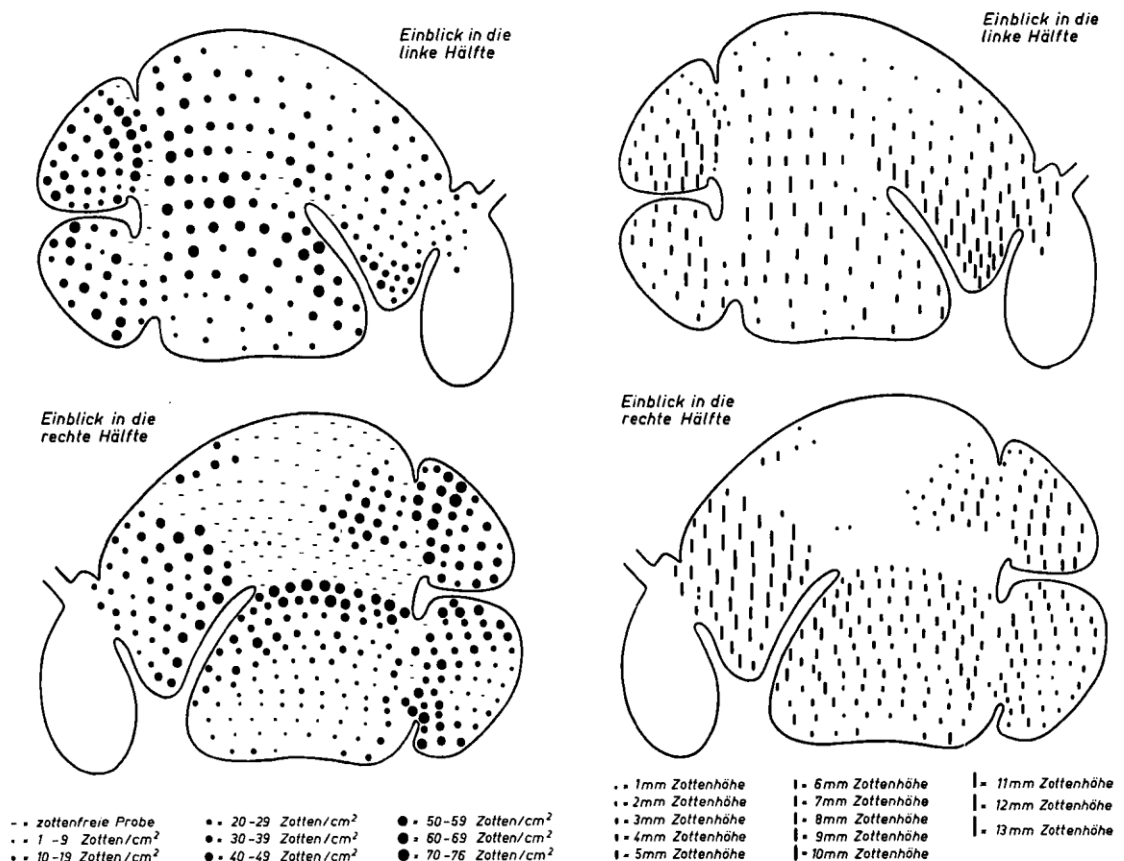 Einblick in die
linke Hälfte
Einblick in die
linke Hälfte
Einblick in die
rechte Hälfte
Einblick in die
rechte Hälfte
- = zottenfreie Probe
. = 1 - 9 Zotten/cm²
• = 10-19 Zotten/cm²
• = 20-29 Zotten/cm²
• = 30-39 Zotten/cm²
• = 40-49 Zotten/cm²
● = 50-59 Zotten/cm²
● = 60-69 Zotten/cm²
● = 70-76 Zotten/cm²
. = 1mm Zottenhöhe
. = 2mm Zottenhöhe
ı = 3mm Zottenhöhe
ı = 4mm Zottenhöhe
ı = 5mm Zottenhöhe
| = 6mm Zottenhöhe
| = 7mm Zottenhöhe
| = 8mm Zottenhöhe
| = 9mm Zottenhöhe
| = 10mm Zottenhöhe
| = 11mm Zottenhöhe
| = 12mm Zottenhöhe
| = 13mm Zottenhöhe